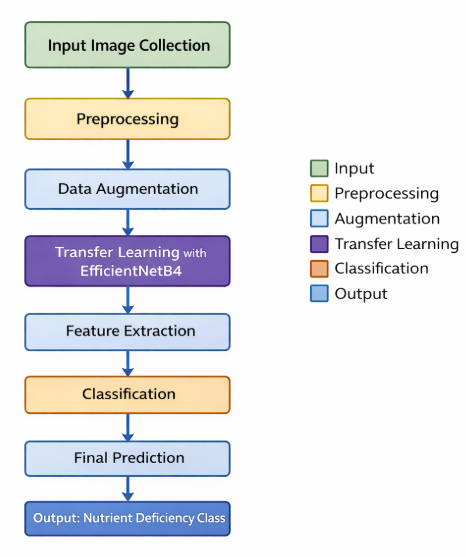 Input Image Collection
Preprocessing
Data Augmentation
Transfer Learning with
EfficientNetB4
Feature Extraction
Classification
Final Prediction
Output: Nutrient Deficiency Class
Input
Preprocessing
Augmentation
Transfer Learning
Classification
Output